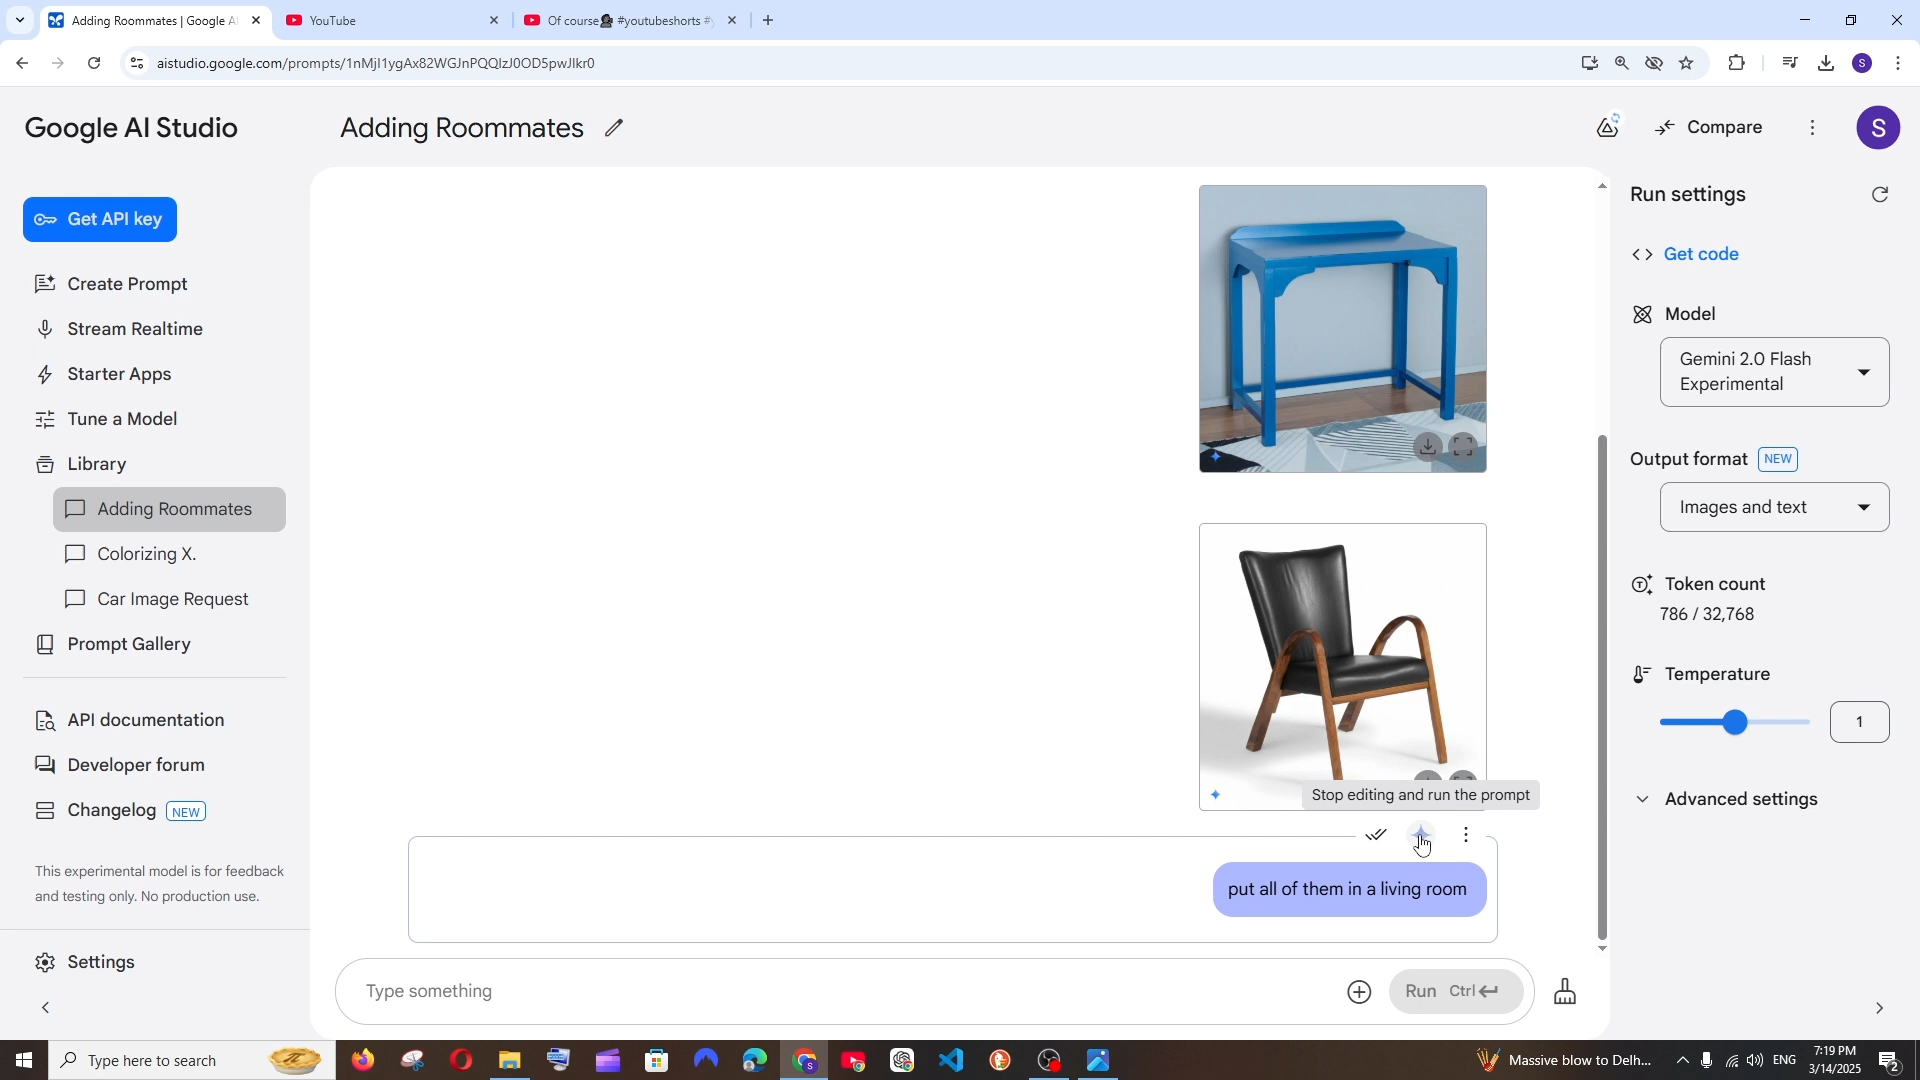 Adding Roommates | Google A
YouTube
Of course #youtubeshorts #
aistudio.google.com/prompts/1nMjI1ygAx82WGJnPQQIzJ0OD5pwJlkr0
S
Google AI Studio
Adding Roommates
Compare
S
Get API key
Create Prompt
Stream Realtime
Starter Apps
Tune a Model
Library
Adding Roommates
Colorizing X.
Car Image Request
Prompt Gallery
API documentation
Developer forum
Changelog NEW
This experimental model is for feedback
and testing only. No production use.
Settings
Stop editing and run the prompt
put all of them in a living room
Type something
Run Ctrl
Run settings
Get code
Model
Gemini 2.0 Flash
Experimental
Output format NEW
Images and text
Token count
786 / 32,768
Temperature
1
Advanced settings
Type here to search
Massive blow to Delh...
ENG
7:19 PM
3/14/2025
2